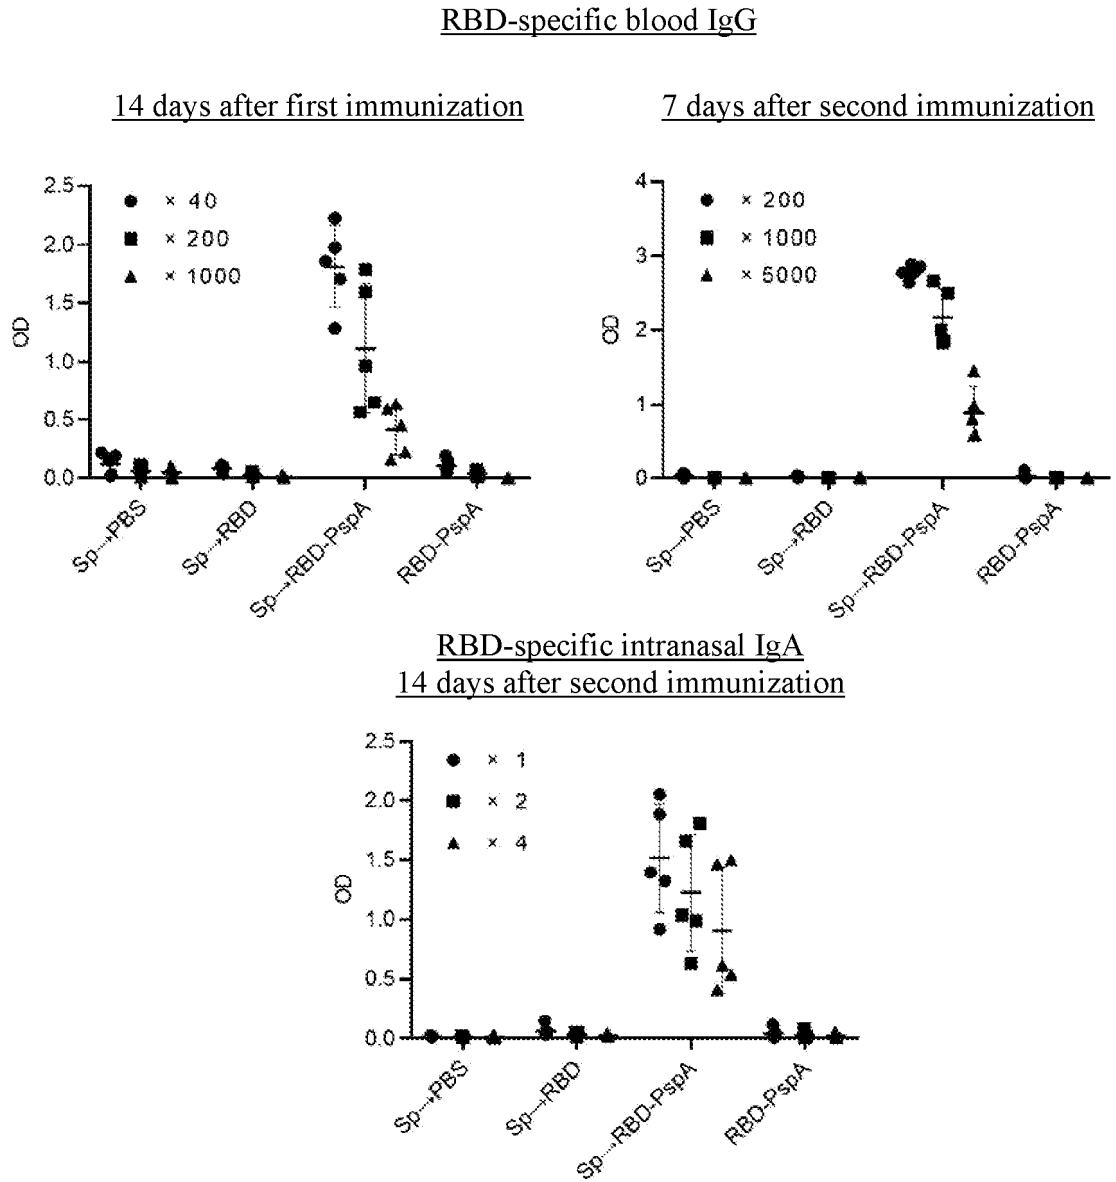 RBD-specific blood IgG
14 days after first immunization
2.5
2.0
1.5
1.0
0.5
0.0
OD
× 40
× 200
× 1000
Sp→PBS
Sp→RBD
Sp→RBD-PspA
RBD-PspA
7 days after second immunization
4
3
2
1
0
OD
× 200
× 1000
× 5000
Sp→PBS
Sp→RBD
Sp→RBD-PspA
RBD-PspA
RBD-specific intranasal IgA
14 days after second immunization
2.5
2.0
1.5
1.0
0.5
0.0
OD
× 1
× 2
× 4
Sp→PBS
Sp→RBD
Sp→RBD-PspA
RBD-PspA